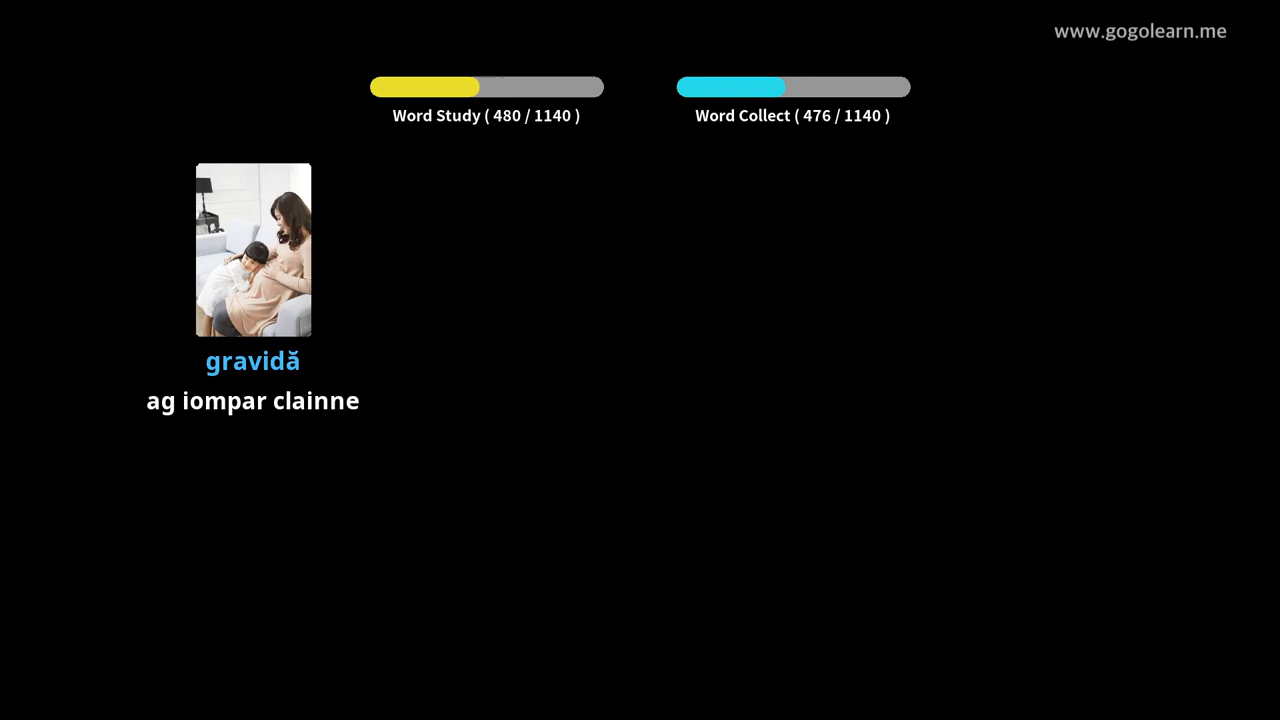 www.gogolearn.me
Word Study ( 480 / 1140 )
Word Collect ( 476 / 1140 )
gravidă
ag iompar clainne